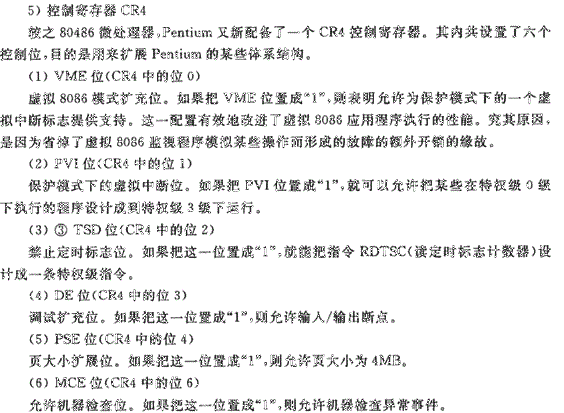 5) 控制寄存器 CR4
较之 80486 微处理器,Pentium 又新配备了一个 CR4 控制寄存器。其内共设置了六个
控制位,目的是用来扩展 Pentium 的某些体系结构。
(1) VME 位(CR4 中的位 0)
虚拟 8086 模式扩充位。如果把 VME 位置成“1”,则表明允许为保护模式下的一个虚
拟中断标志提供支持。这一配置有效地改进了虚拟 8086 应用程序执行的性能。究其原因,
是因为省掉了虚拟 8086 监视程序模拟某些操作而形成的故障的额外开销的缘故。
(2) PVI 位(CR4 中的位 1)
保护模式下的虚拟中断位。如果把 PVI 位置成“1”,就可以允许把某些在特权级 0 级
下执行的程序设计成到特权级 3 级下运行。
(3) ③ TSD 位(CR4 中的位 2)
禁止定时标志位。如果把这一位置成“1”,就能把指令 RDTSC(读定时标志计数器)设
计成一条特权级指令。
(4) DE 位(CR4 中的位 3)
调试扩充位。如果把这一位置成“1”,则允许输入/输出断点。
(5) PSE 位(CR4 中的位 4)
页大小扩展位。如果把这一位置成“1”,则允许页大小为 4MB。
(6) MCE 位(CR4 中的位 6)
允许机器检查位。如果把这一位置成“1”,则允许机器检查异常事件。